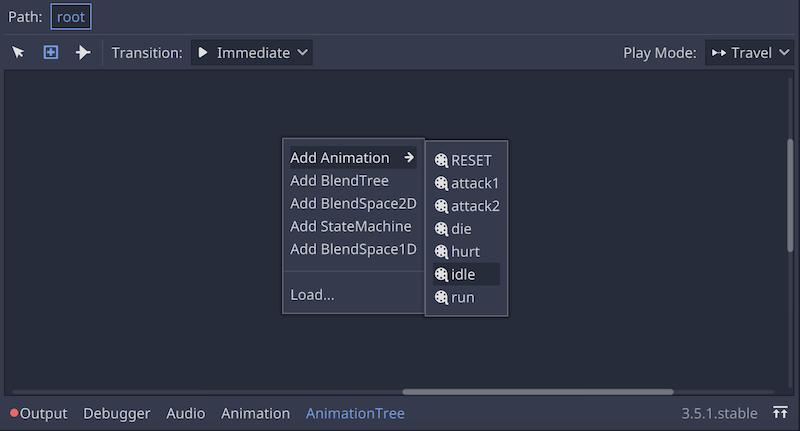 Path: root
Transition: Immediate Play Mode: Travel
Add Animation
Add BlendTree
Add BlendSpace2D
Add StateMachine
Add BlendSpace1D
Load...
RESET
attack1
attack2
die
hurt
idle
run
Output Debugger Audio Animation AnimationTree 3.5.1.stable